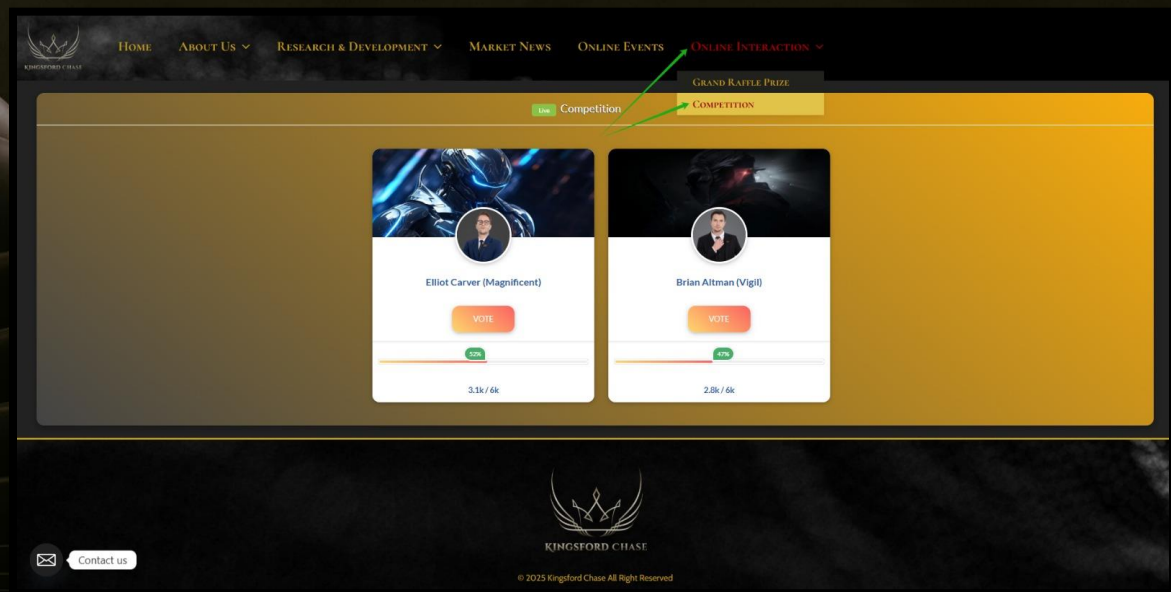 KINGSFORD CHASE
HOME ABOUT US RESEARCH & DEVELOPMENT MARKET NEWS ONLINE EVENTS ONLINE INTERACTION
GRAND RAFFLE PRIZE
COMPETITION
Live Competition
Elliot Carver (Magnificent)
VOTE
52%
3.1k / 6k
Brian Altman (Vigil)
VOTE
47%
2.8k / 6k
KINGSFORD CHASE
Contact us
© 2025 Kingsford Chase All Right Reserved